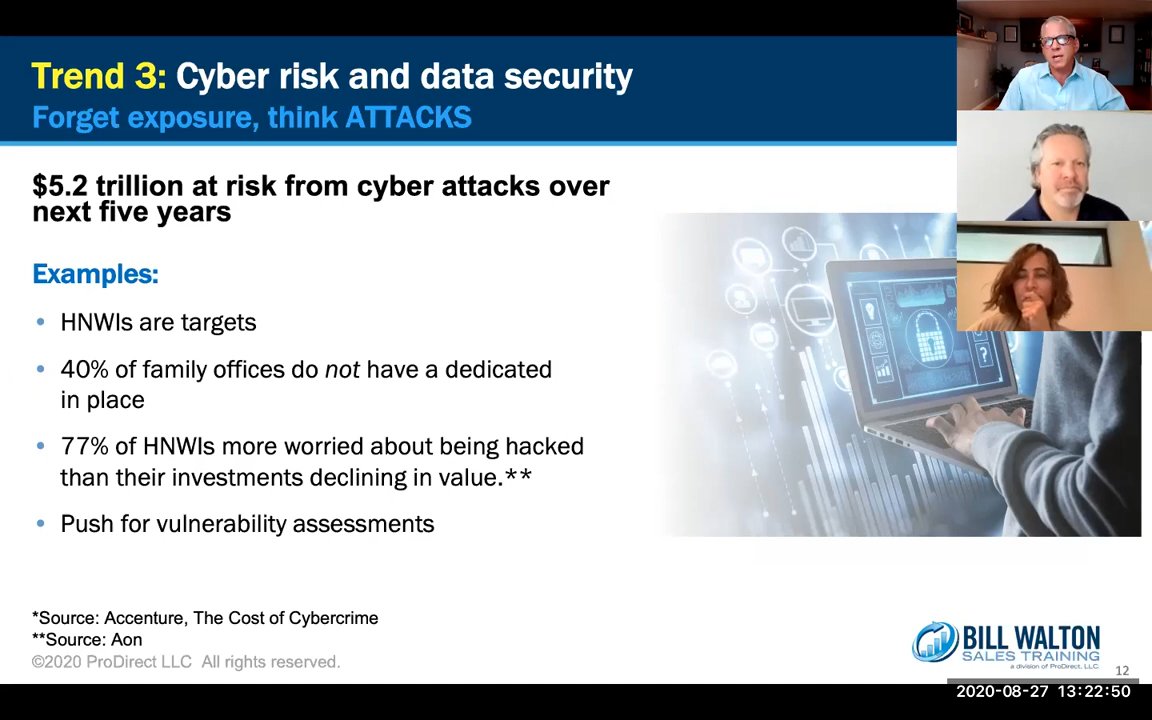 Trend 3: Cyber risk and data security
Forget exposure, think ATTACKS
$5.2 trillion at risk from cyber attacks over
next five years
Examples:
• HNWIs are targets
• 40% of family offices do not have a dedicated
in place
• 77% of HNWIs more worried about being hacked
than their investments declining in value.**
• Push for vulnerability assessments
?
*Source: Accenture, The Cost of Cybercrime
**Source: Aon
©2020 ProDirect LLC All rights reserved.
BILL WALTON
SALES TRAINING
a division of ProDirect, LLC.
12
2020-08-27 13:22:50